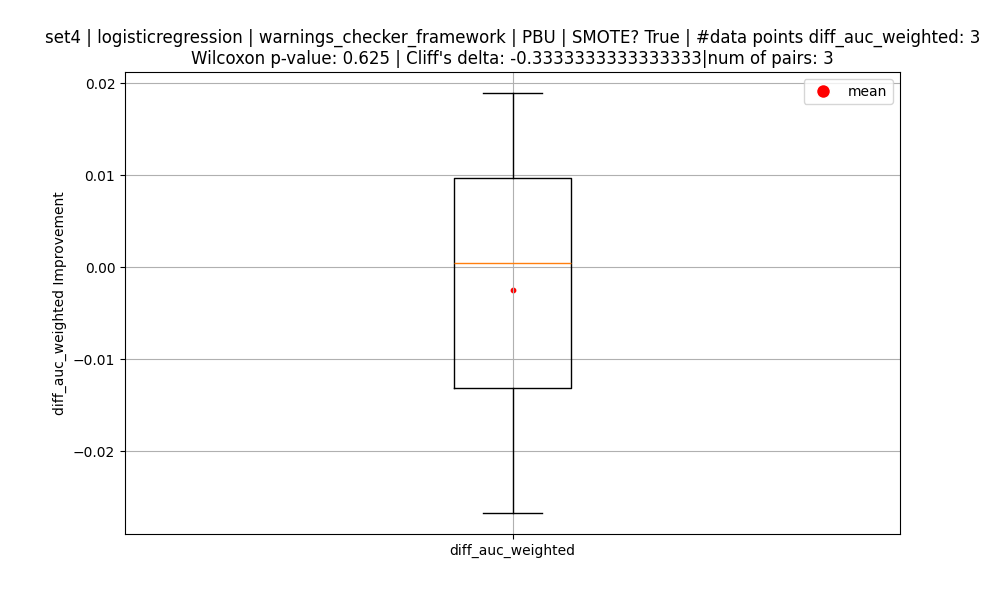 set4 | logisticregression | warnings_checker_framework | PBU | SMOTE? True | #data points diff_auc_weighted: 3
Wilcoxon p-value: 0.625 | Cliff's delta: -0.3333333333333333|num of pairs: 3
mean
0.02
0.01
0.00
−0.01
−0.02
diff_auc_weighted Improvement
diff_auc_weighted